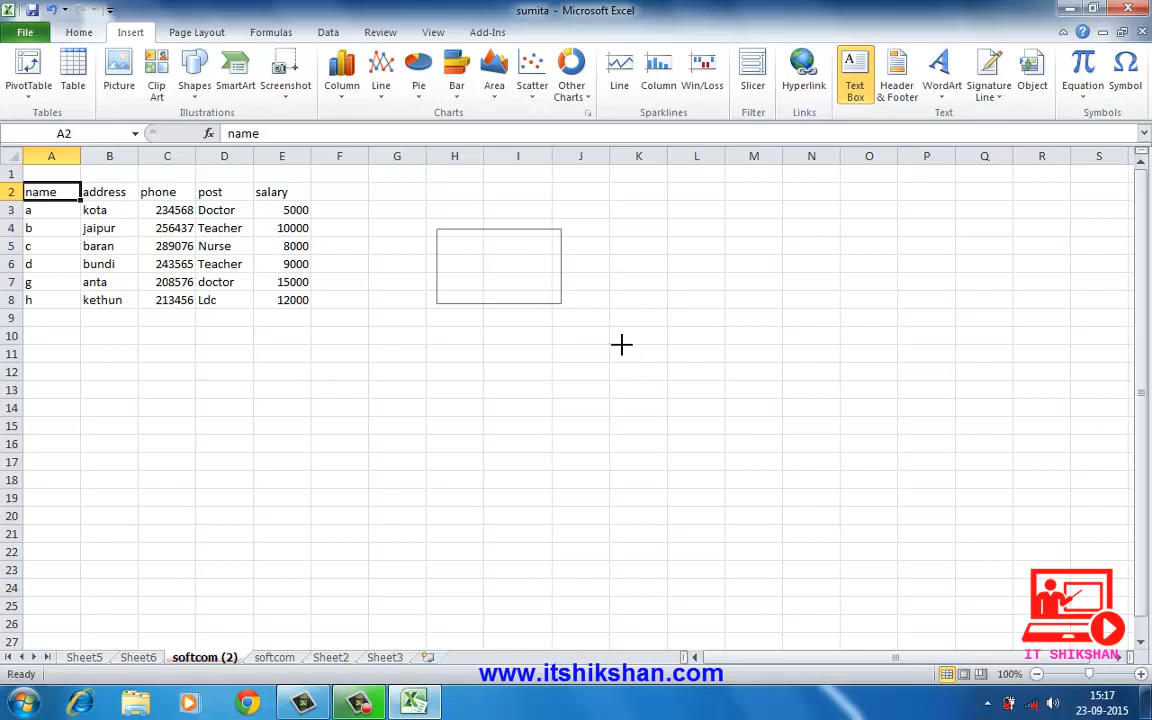 sumita - Microsoft Excel
File Home Insert Page Layout Formulas Data Review View Add-Ins
PivotTable Table Picture Clip Art Shapes SmartArt Screenshot Column Line Pie Bar Area Scatter Other Charts Line Column Win/Loss Slicer Hyperlink Text Box Header & Footer WordArt Signature Line Object Equation Symbol
Tables Illustrations Charts Sparklines Filter Links Text Symbols
A2 fx name
A B C D E F G H I J K L M N O P Q R S
1
2 name address phone post salary
3 a kota 234568 Doctor 5000
4 b jaipur 256437 Teacher 10000
5 c baran 289076 Nurse 8000
6 d bundi 243565 Teacher 9000
7 g anta 208576 doctor 15000
8 h kethun 213456 Ldc 12000
9
10
11
12
13
14
15
16
17
18
19
20
21
22
23
24
25
26
27
IT SHIKSHAN
Sheet5 Sheet6 softcom (2) softcom Sheet2 Sheet3
Ready www.itshikshan.com 100%
15:17
23-09-2015